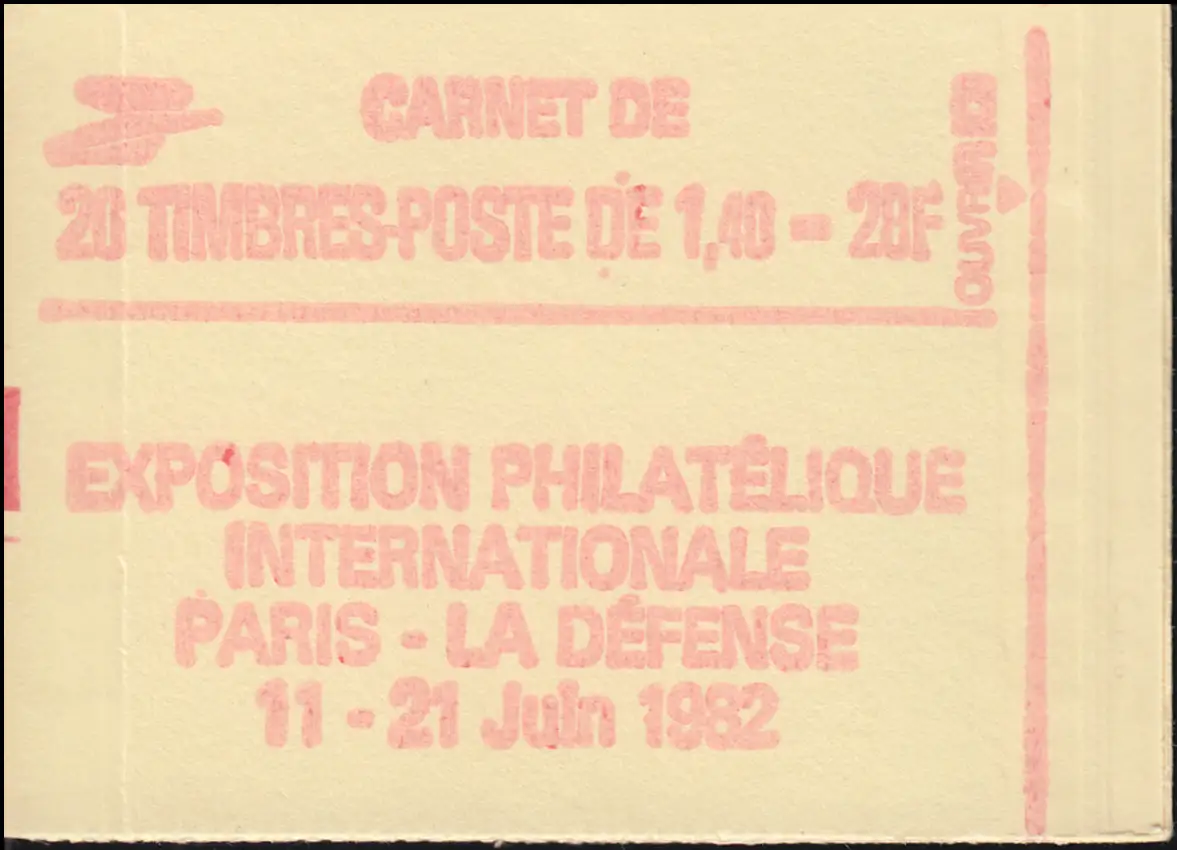 CARNET DE
20 TIMBRES-POSTE DE 1,40 = 28F
OUVRIR ICI
EXPOSITION PHILATÉLIQUE
INTERNATIONALE
PARIS - LA DÉFENSE
11 - 21 Juin 1982